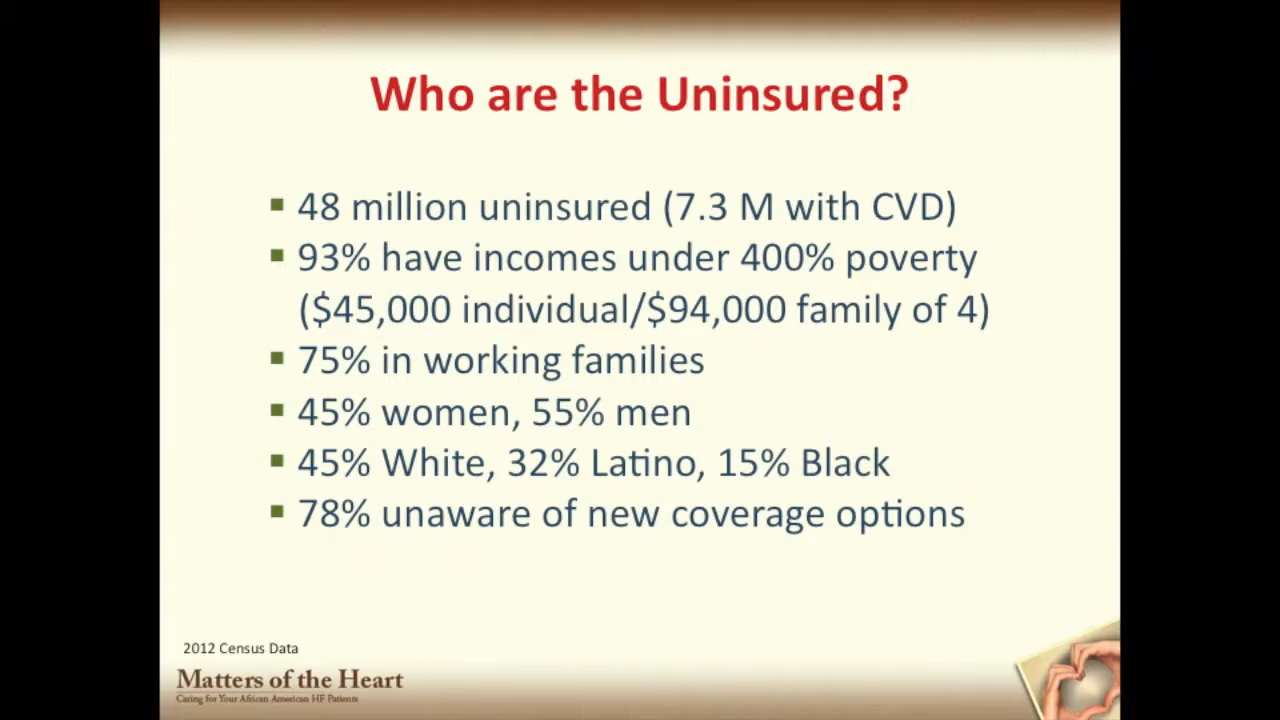 Who are the Uninsured?
▪ 48 million uninsured (7.3 M with CVD)
▪ 93% have incomes under 400% poverty
($45,000 individual/$94,000 family of 4)
▪ 75% in working families
▪ 45% women, 55% men
▪ 45% White, 32% Latino, 15% Black
▪ 78% unaware of new coverage options
2012 Census Data
Matters of the Heart
Caring for Your African American HF Patients